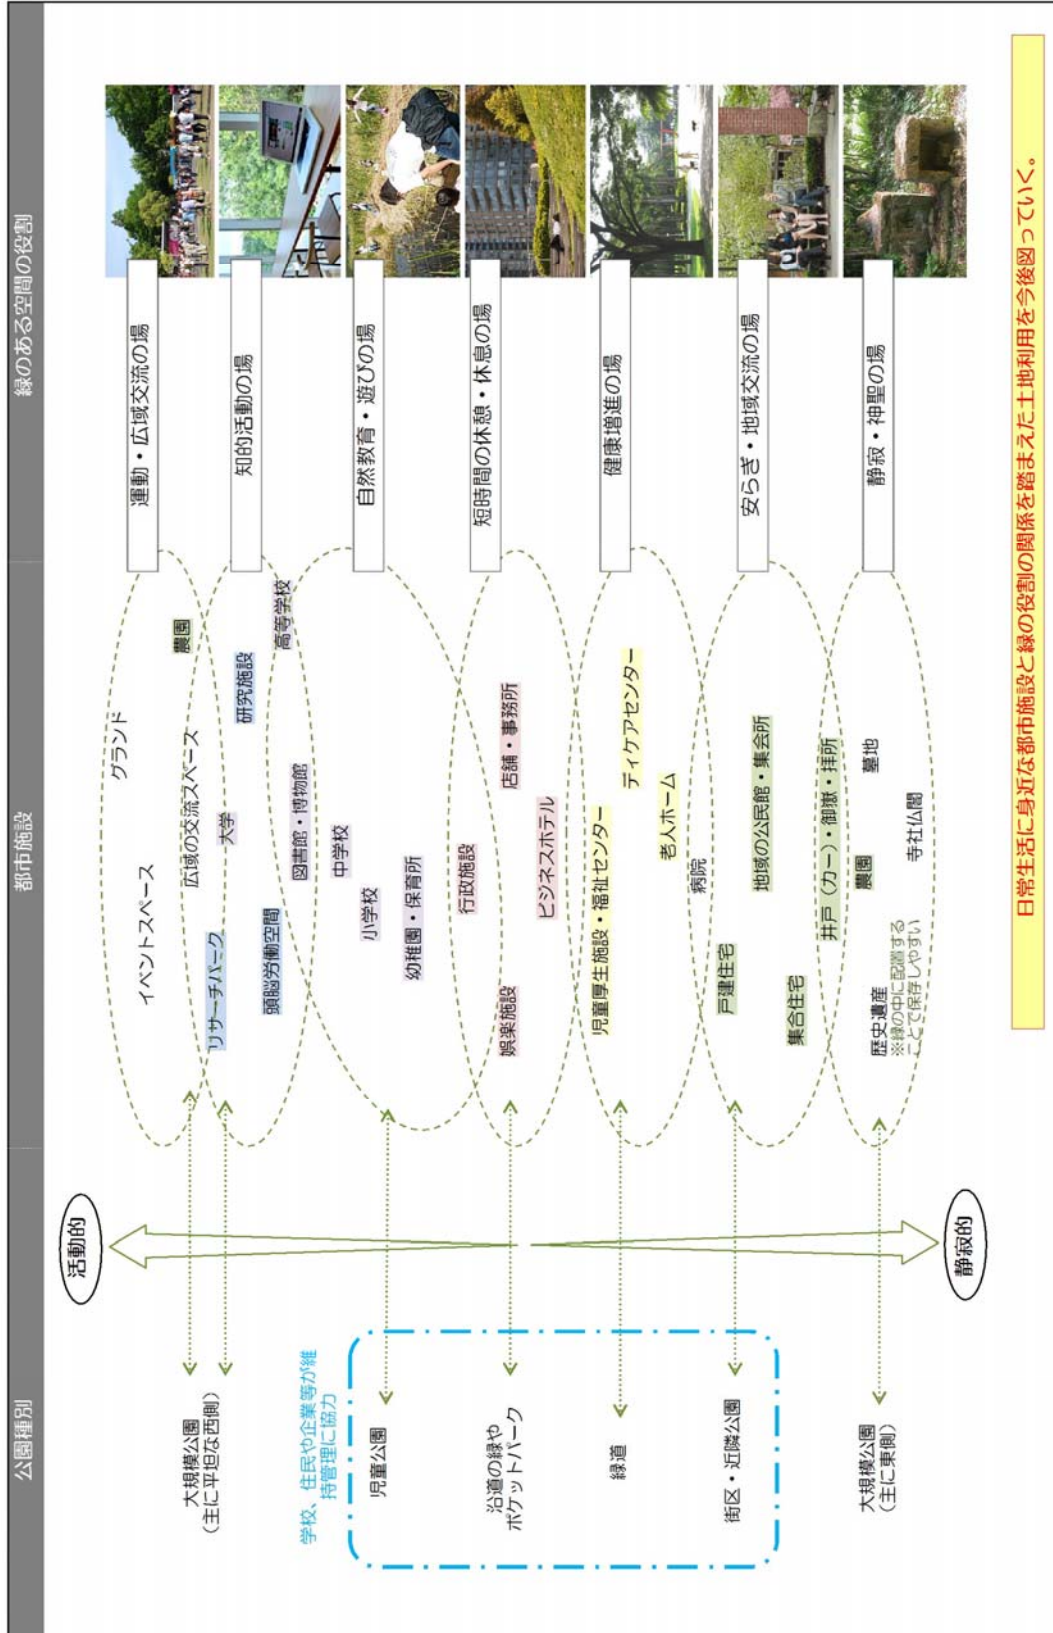 公園種別
都市施設
緑のある空間の役割
活動的
大規模公園
（主に平坦な西側）
学校、住民や企業等が維
持管理に協力
児童公園
沿道の緑や
ポケットパーク
緑道
街区・近隣公園
大規模公園
（主に東側）
静寂的
グランド
イベントスペース
農園
広域の交流スペース
リサーチパーク
大学
研究施設
頭脳労働空間
高等学校
図書館・博物館
中学校
小学校
幼稚園・保育所
行政施設
娯楽施設
店舗・事務所
ビジネスホテル
児童厚生施設・福祉センター
ディケアセンター
老人ホーム
病院
戸建住宅
地域の公民館・集会所
集合住宅
井戸（カー）・御嶽・拝所
農園
墓地
歴史遺産
※緑の中に配置する
ことで保存しやすい
寺社仏閣
運動・広域交流の場
知的活動の場
自然教育・遊びの場
短時間の休憩・休息の場
健康増進の場
安らぎ・地域交流の場
静寂・神聖の場
日常生活に身近な都市施設と緑の役割の関係を踏まえた土地利用を今後図っていく。